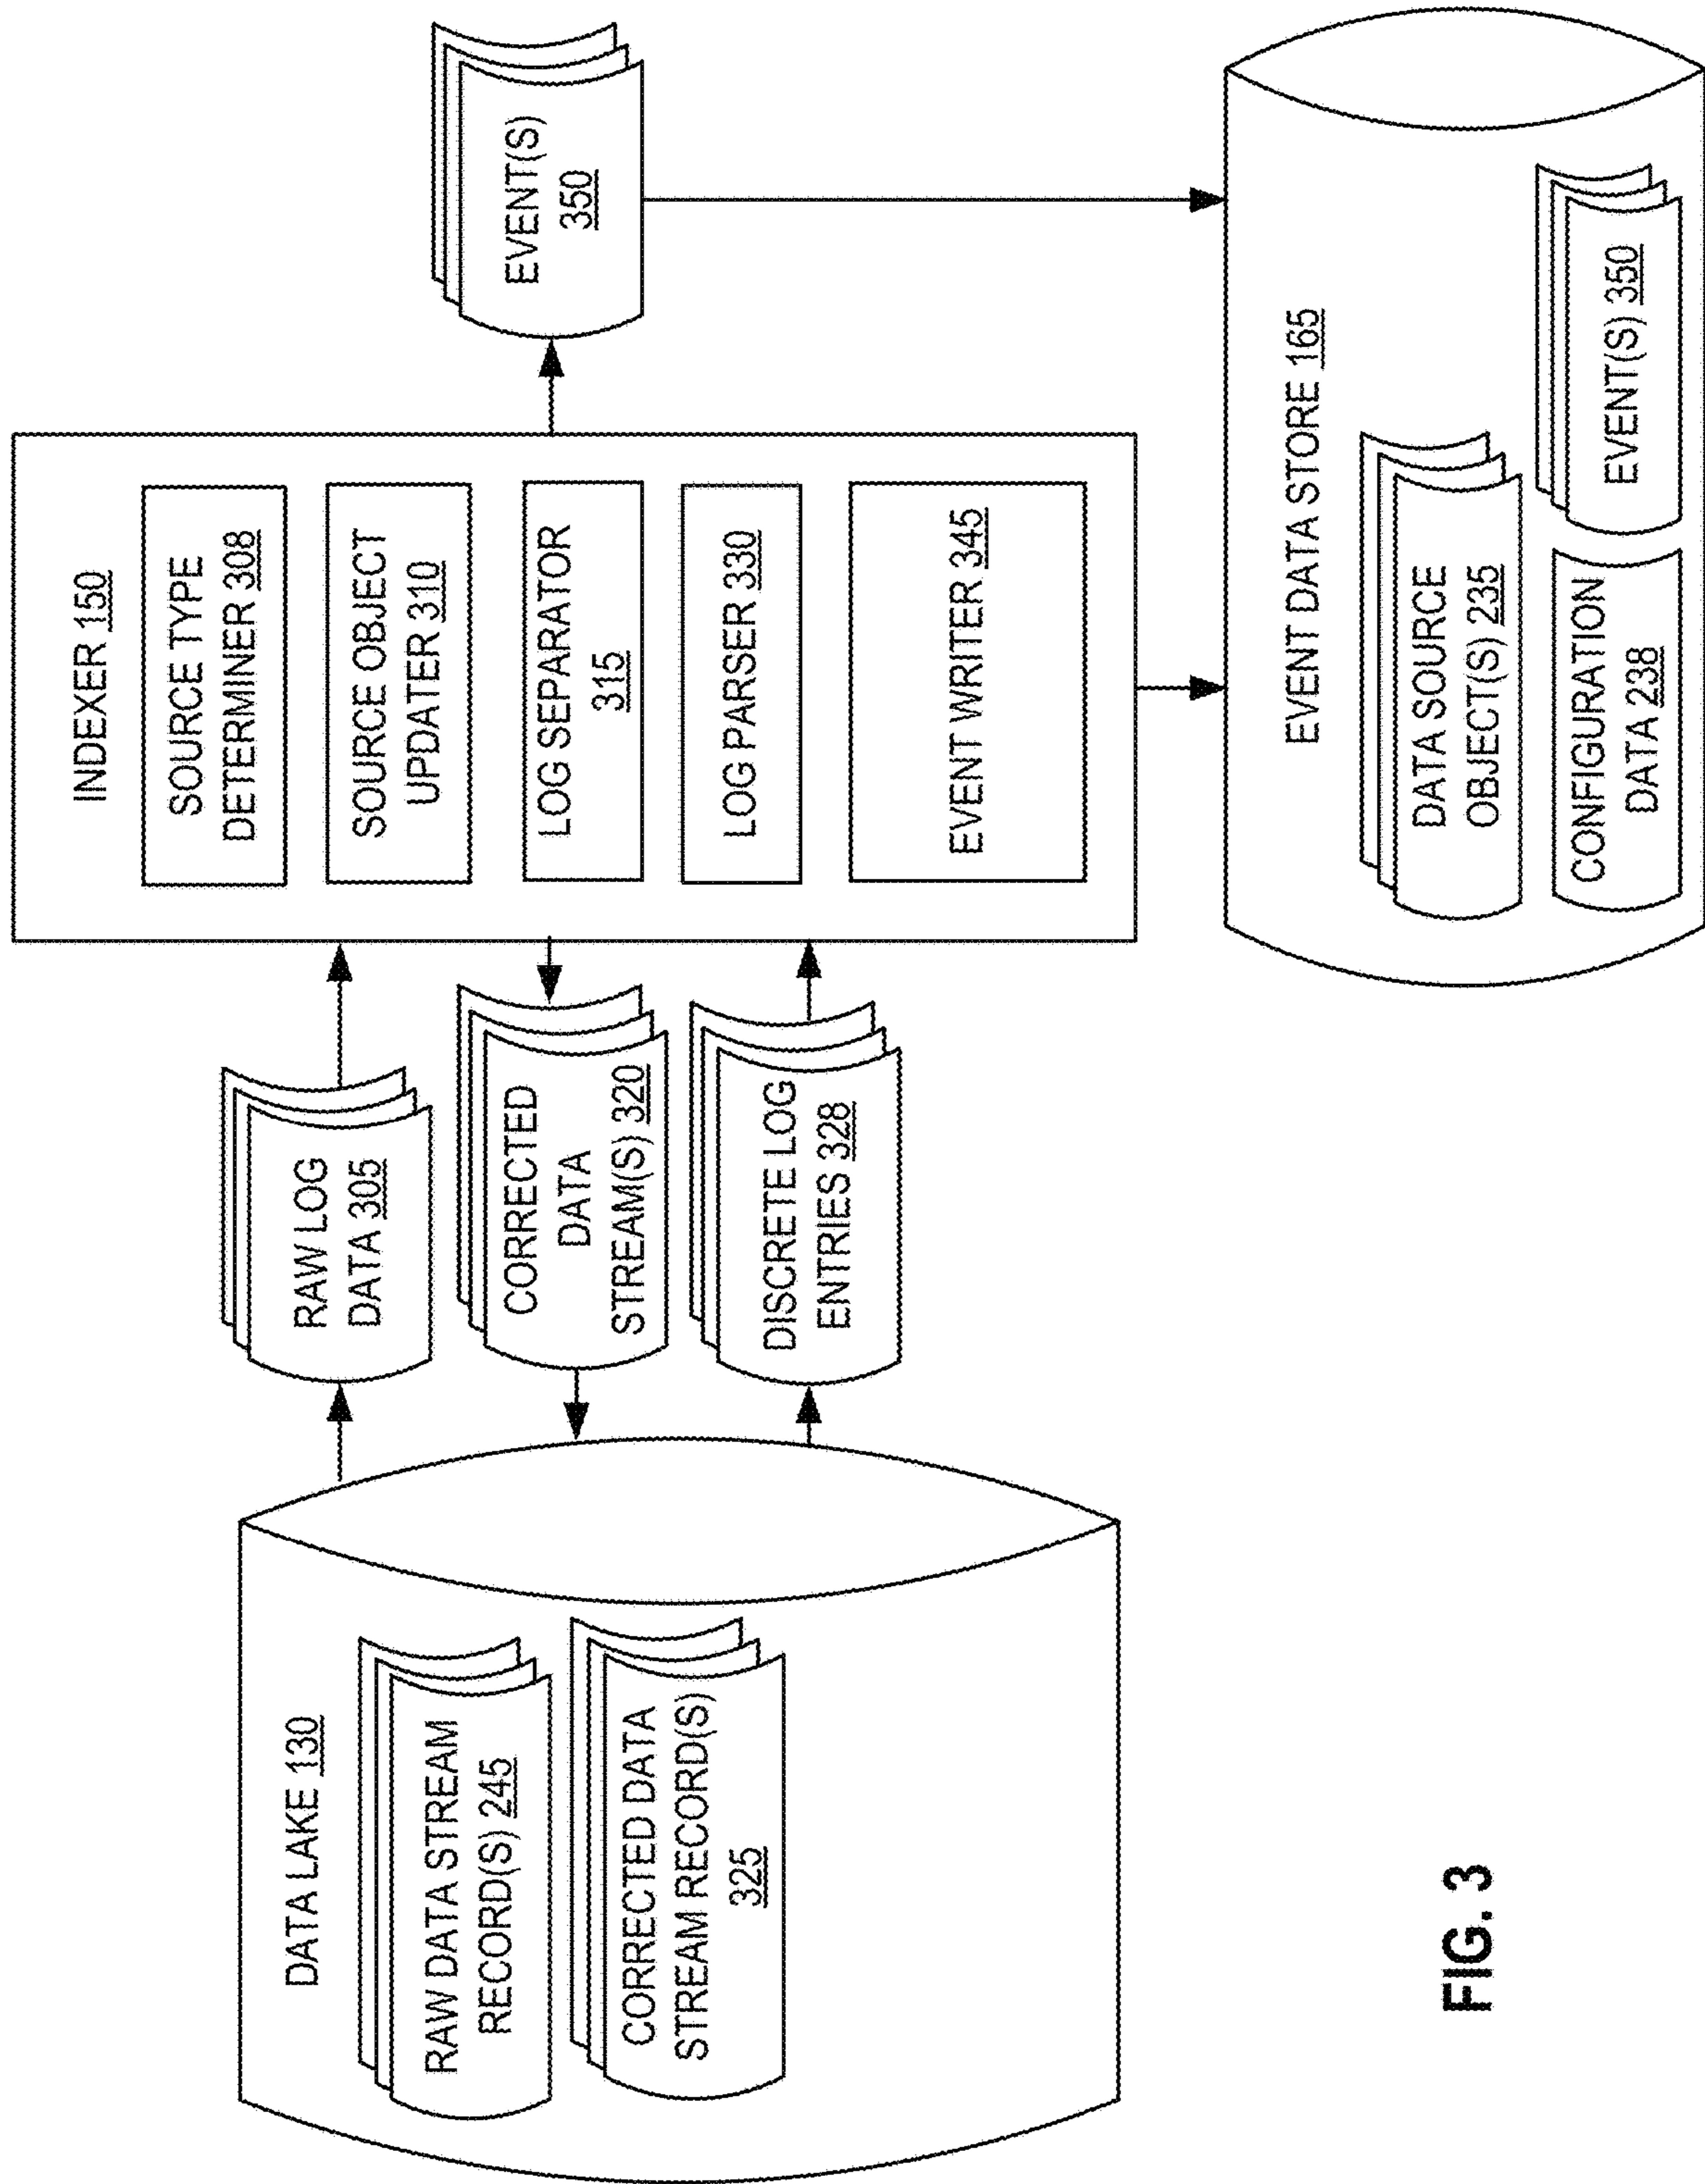 DATA LAKE 130
RAW DATA STREAM
RECORD(S) 245
CORRECTED DATA
STREAM RECORD(S)
325
RAW LOG
DATA 305
CORRECTED
DATA
STREAM(S) 320
DISCRETE LOG
ENTRIES 328
INDEXER 150
SOURCE TYPE
DETERMINER 308
SOURCE OBJECT
UPDATER 310
LOG SEPARATOR
315
LOG PARSER 330
EVENT WRITER 345
EVENT(S)
350
EVENT DATA STORE 165
DATA SOURCE
OBJECT(S) 235
CONFIGURATION
DATA 238
EVENT(S) 350
FIG. 3